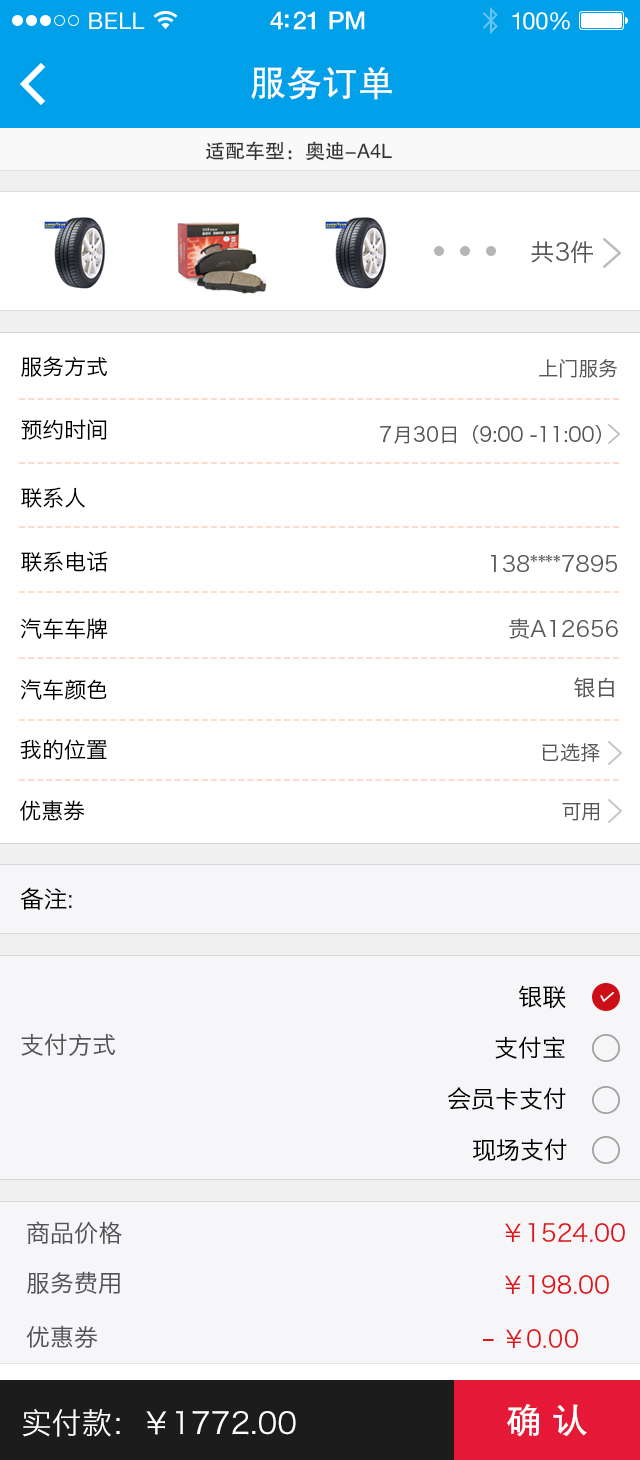 BELL 4:21 PM 100%
服务订单
适配车型：奥迪-A4L
共3件
服务方式 上门服务
预约时间 7月30日（9:00 -11:00）
联系人
联系电话 138****7895
汽车车牌 贵A12656
汽车颜色 银白
我的位置 已选择
优惠券 可用
备注:
银联
支付方式 支付宝
会员卡支付
现场支付
商品价格 ￥1524.00
服务费用 ￥198.00
优惠券 - ￥0.00
实付款：￥1772.00 确 认